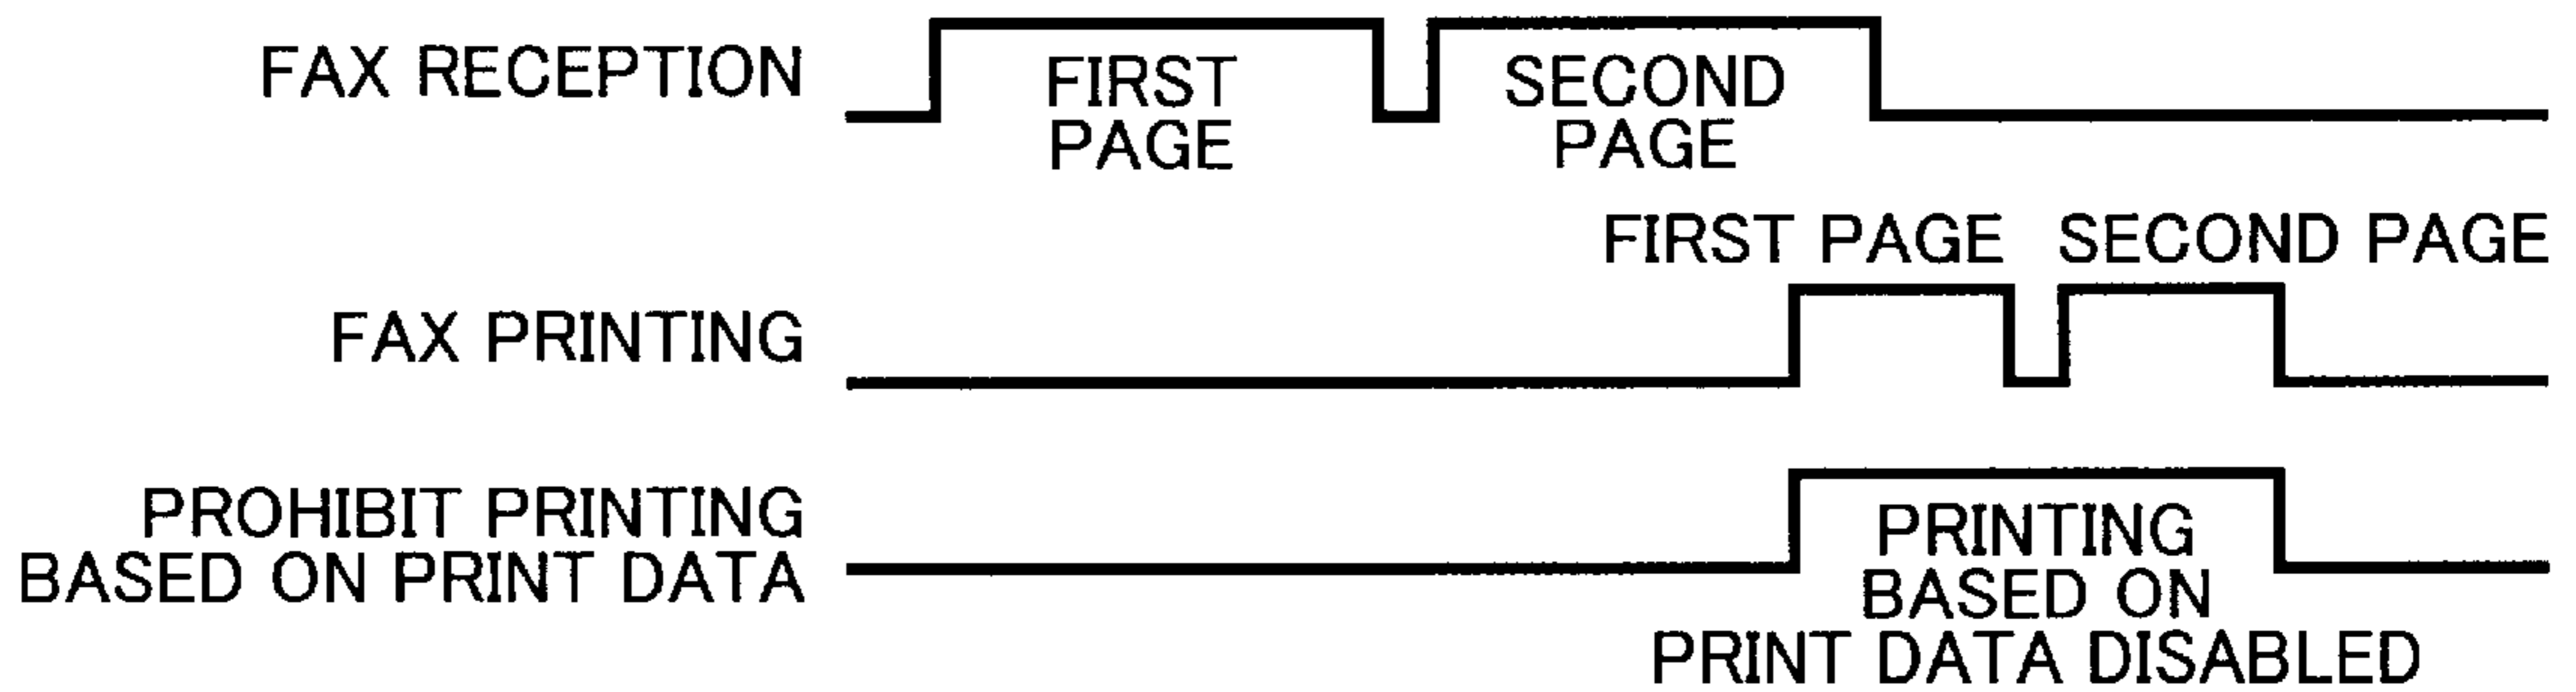 FAX RECEPTION
FIRST
PAGE
SECOND
PAGE
FIRST PAGE SECOND PAGE
FAX PRINTING
PROHIBIT PRINTING
BASED ON PRINT DATA
PRINTING
BASED ON
PRINT DATA DISABLED